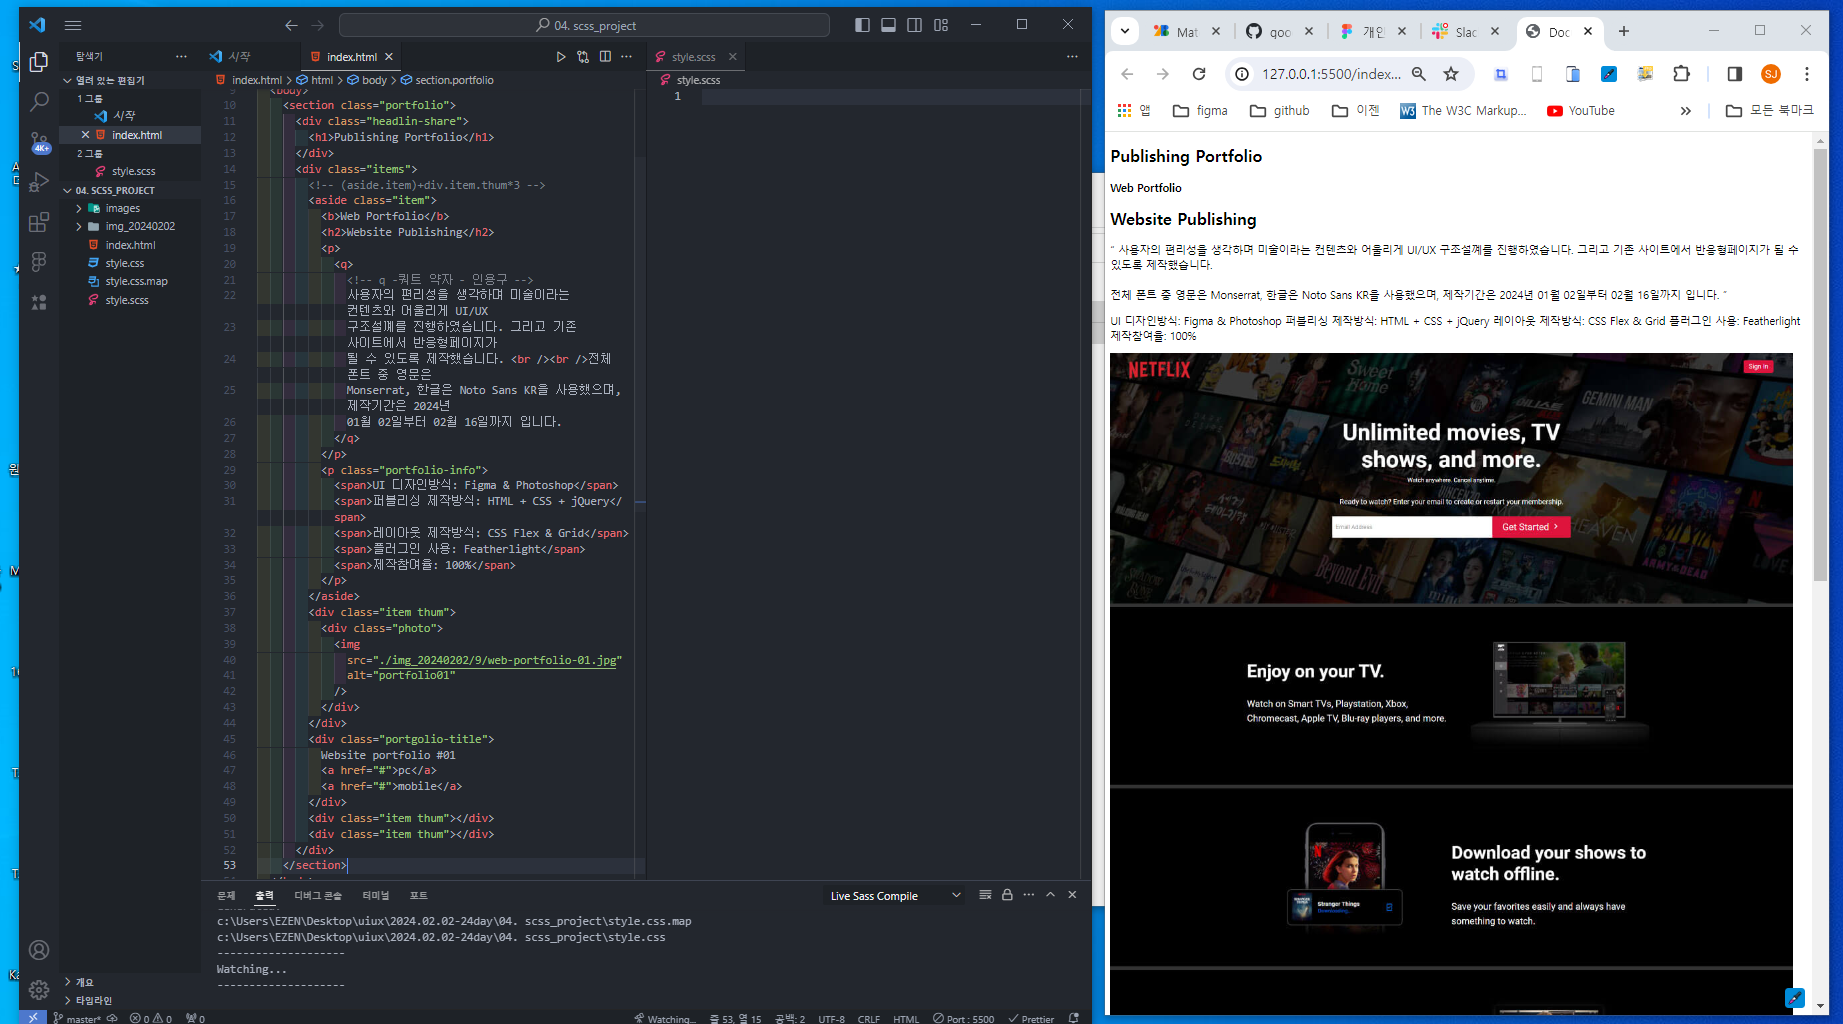 04. scss_project
탐색기
열려 있는 편집기
1 그룹
시작
index.html
2 그룹
style.scss
04. SCSS_PROJECT
images
img_20240202
index.html
style.css
style.css.map
style.scss
개요
타임라인
4K+
시작
index.html
style.scss
index.html > html > body > section.portfolio
style.scss
1
9 <body>
10 <section class="portfolio">
11 <div class="headlin-share">
12 <h1>Publishing Portfolio</h1>
13 </div>
14 <div class="items">
15 <!-- (aside.item)+div.item.thum*3 -->
16 <aside class="item">
17 <b>Web Portfolio</b>
18 <h2>Website Publishing</h2>
19 <p>
20 <q>
21 <!-- q -쿼트 약자 - 인용구 -->
22 사용자의 편리성을 생각하며 미술이라는
컨텐츠와 어울리게 UI/UX
23 구조설꼐를 진행하였습니다. 그리고 기존
사이트에서 반응형페이지가
24 될 수 있도록 제작했습니다. <br /><br />전체
폰트 중 영문은
25 Monserrat, 한글은 Noto Sans KR을 사용했으며,
제작기간은 2024년
26 01월 02일부터 02월 16일까지 입니다.
27 </q>
28 </p>
29 <p class="portfolio-info">
30 <span>UI 디자인방식: Figma & Photoshop</span>
31 <span>퍼블리싱 제작방식: HTML + CSS + jQuery</
span>
32 <span>레이아웃 제작방식: CSS Flex & Grid</span>
33 <span>플러그인 사용: Featherlight</span>
34 <span>제작참여율: 100%</span>
35 </p>
36 </aside>
37 <div class="item thum">
38 <div class="photo">
39 <img
40 src="./img_20240202/9/web-portfolio-01.jpg"
41 alt="portfolio01"
42 />
43 </div>
44 </div>
45 <div class="portgolio-title">
46 Website portfolio #01
47 <a href="#">pc</a>
48 <a href="#">mobile</a>
49 </div>
50 <div class="item thum"></div>
51 <div class="item thum"></div>
52 </div>
53 </section>
문제 출력 디버그 콘솔 터미널 포트
Live Sass Compile
c:\Users\EZEN\Desktop\uiux\2024.02.02-24day\04. scss_project\style.css.map
c:\Users\EZEN\Desktop\uiux\2024.02.02-24day\04. scss_project\style.css
--------------------
Watching...
--------------------
master* 0 0 0 Watching... 줄 53, 열 15 공백: 2 UTF-8 CRLF HTML Port : 5500 Prettier
Mat
goo
개인
Slac
Doc
127.0.0.1:5500/index...
SJ
앱 figma github 이젠 The W3C Markup... YouTube » 모든 북마크
Publishing Portfolio
Web Portfolio
Website Publishing
“ 사용자의 편리성을 생각하며 미술이라는 컨텐츠와 어울리게 UI/UX 구조설꼐를 진행하였습니다. 그리고 기존 사이트에서 반응형페이지가 될 수
있도록 제작했습니다.
전체 폰트 중 영문은 Monserrat, 한글은 Noto Sans KR을 사용했으며, 제작기간은 2024년 01월 02일부터 02월 16일까지 입니다. ”
UI 디자인방식: Figma & Photoshop 퍼블리싱 제작방식: HTML + CSS + jQuery 레이아웃 제작방식: CSS Flex & Grid 플러그인 사용: Featherlight
제작참여율: 100%
NETFLIX
Sign In
Unlimited movies, TV
shows, and more.
Watch anywhere. Cancel anytime.
Ready to watch? Enter your email to create or restart your membership.
Email Address
Get Started >
Sweet Home
GEMINI MAN
BUSTED
Beyond Evil
ARMY&DEAD
Enjoy on your TV.
Watch on Smart TVs, Playstation, Xbox,
Chromecast, Apple TV, Blu-ray players, and more.
Stranger Things
Downloading...
Download your shows to
watch offline.
Save your favorites easily and always have
something to watch.